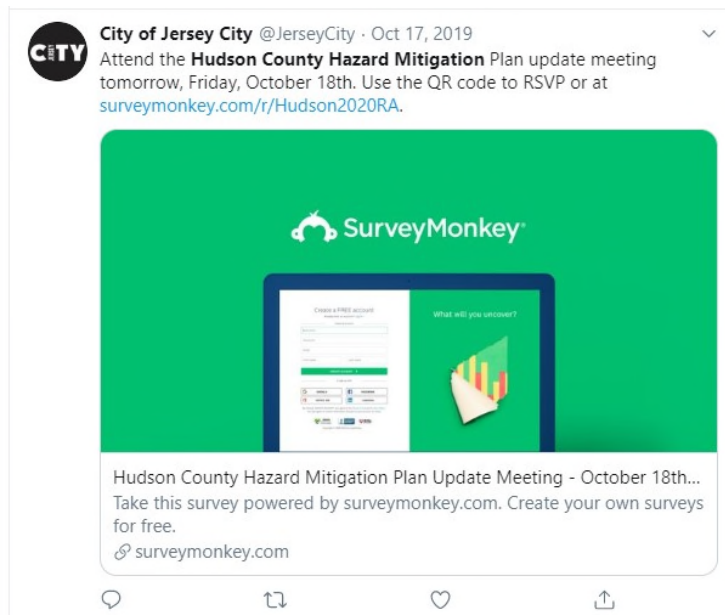 CITY
City of Jersey City @JerseyCity · Oct 17, 2019
Attend the Hudson County Hazard Mitigation Plan update meeting
tomorrow, Friday, October 18th. Use the QR code to RSVP or at
surveymonkey.com/r/Hudson2020RA.
SurveyMonkey
Create a FREE account
What will you uncover?
Hudson County Hazard Mitigation Plan Update Meeting - October 18th...
Take this survey powered by surveymonkey.com. Create your own surveys
for free.
surveymonkey.com